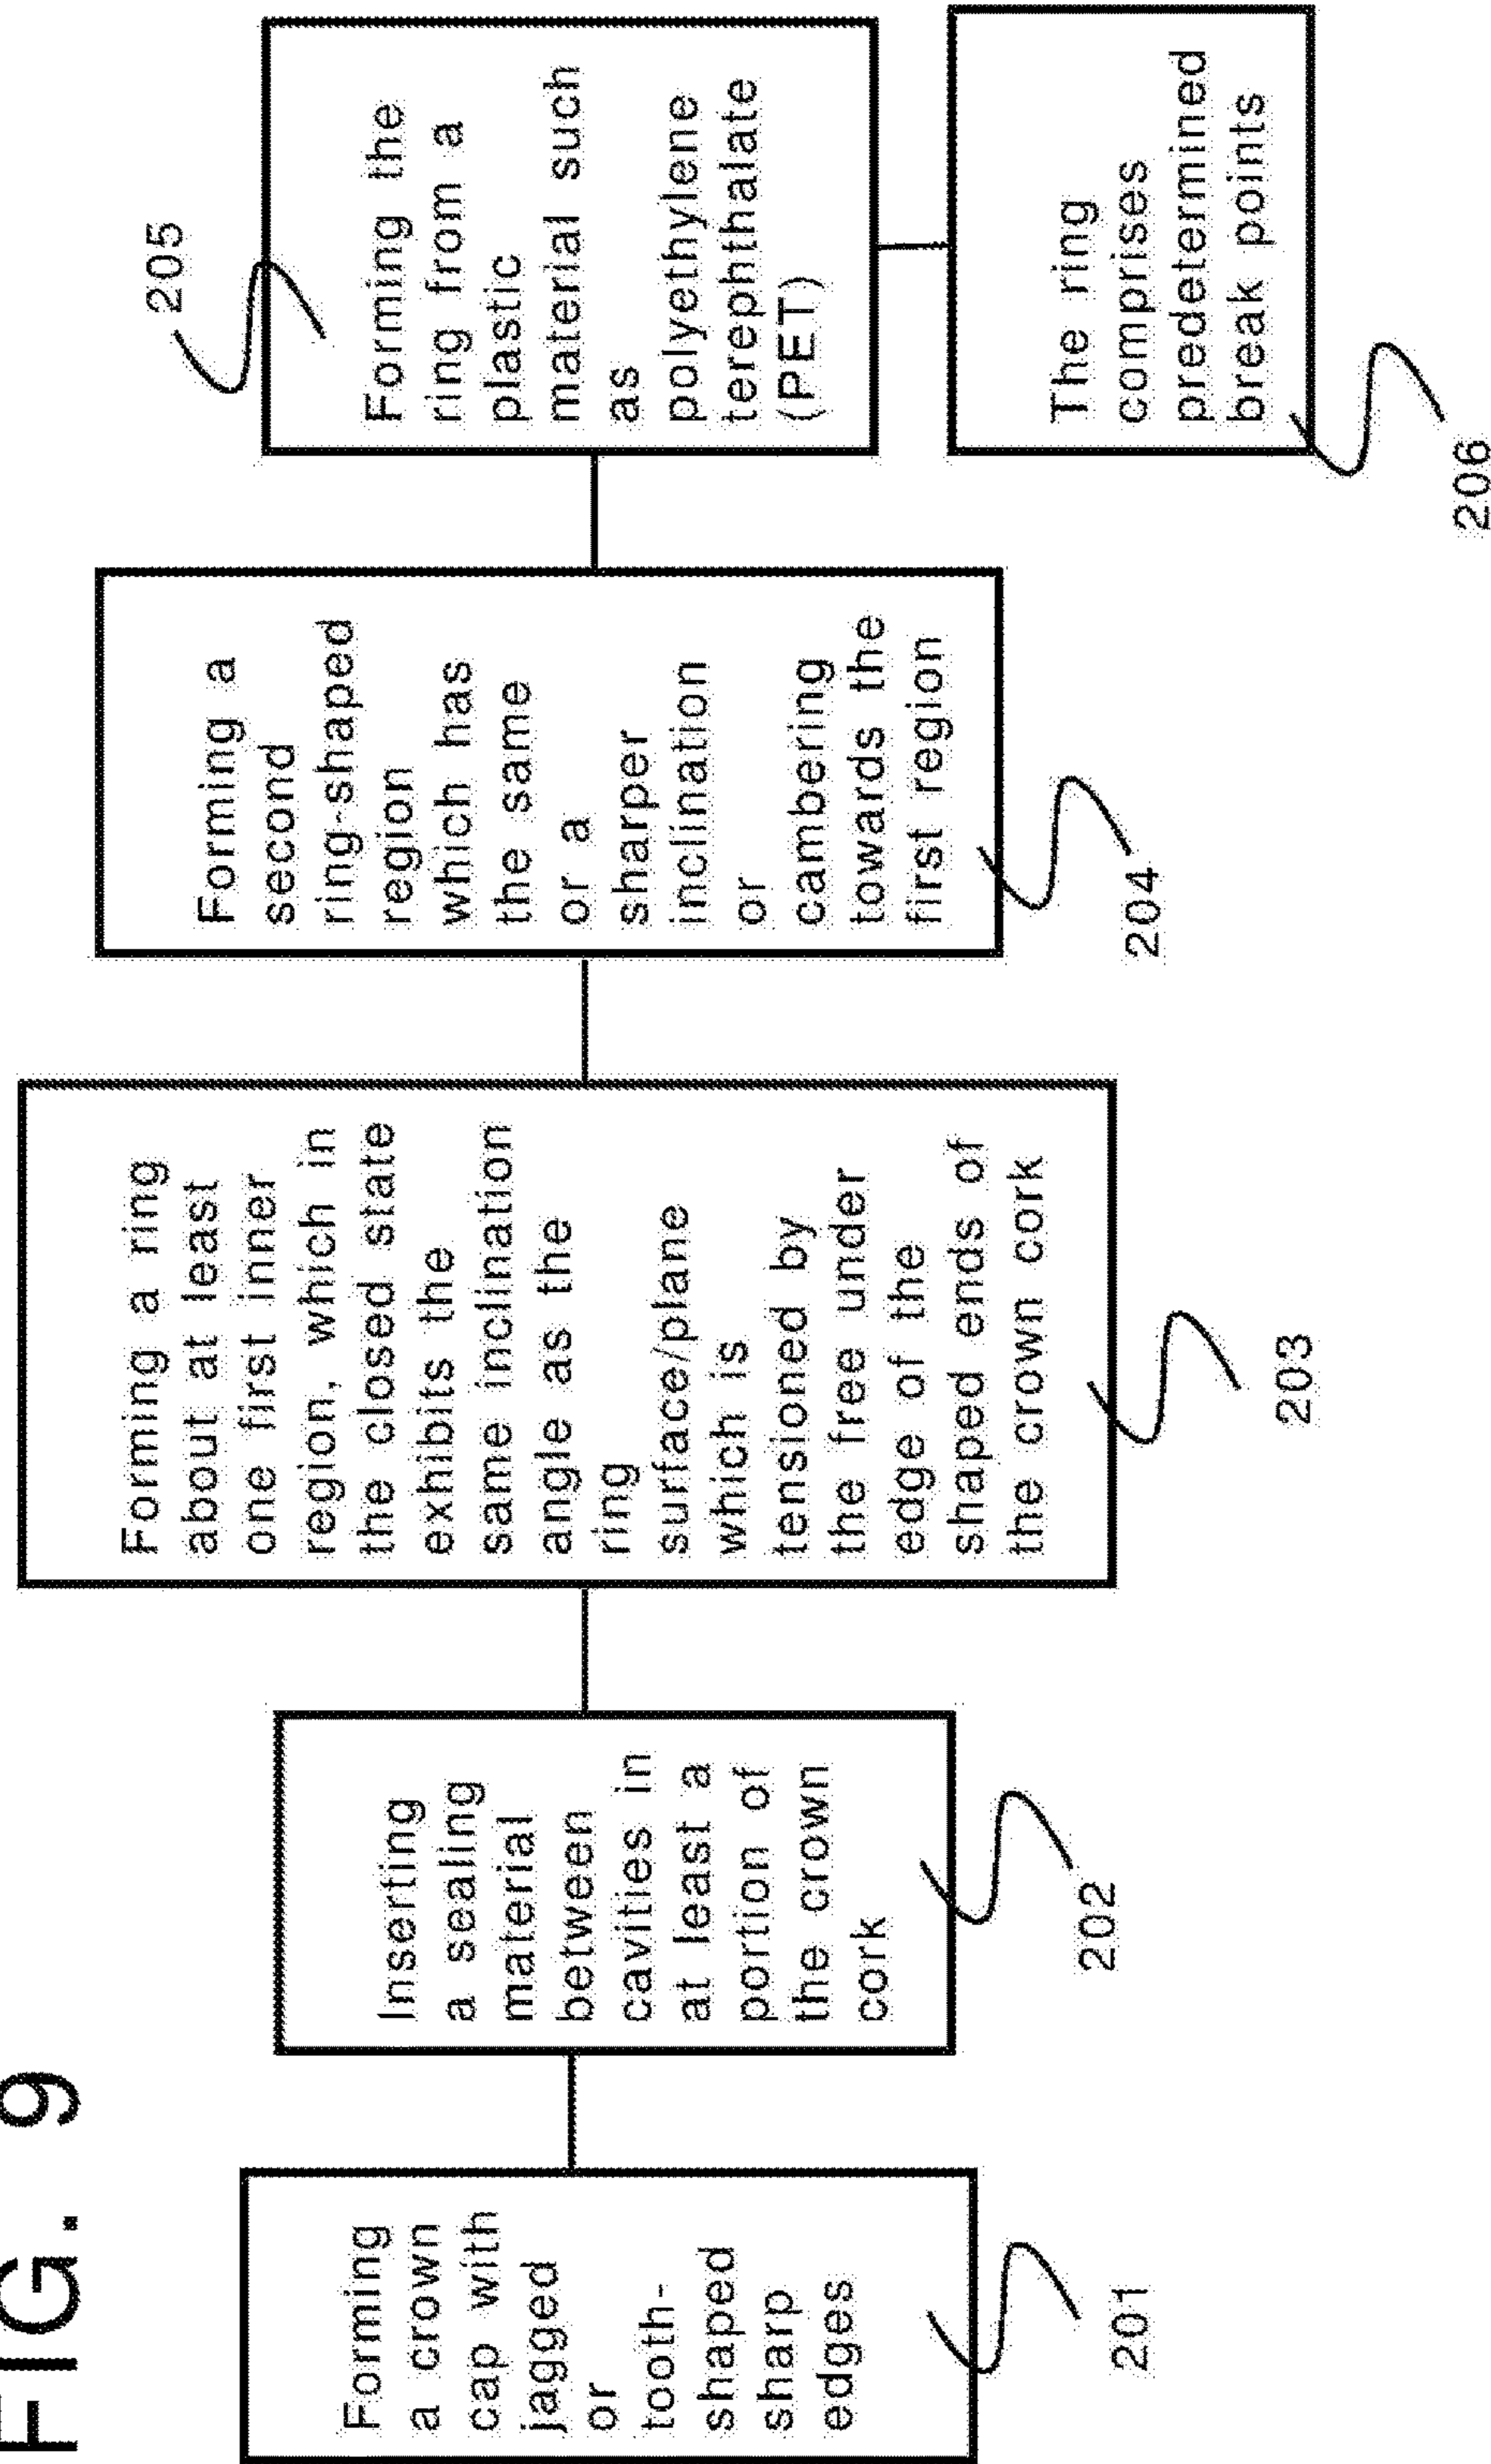 FIG. 9
Forming
a crown
cap with
jagged
or
tooth-
shaped
sharp
edges
201
Inserting
a sealing
material
between
cavities in
at least a
portion of
the crown
cork
202
Forming a ring
about at least
one first inner
region, which in
the closed state
exhibits the
same inclination
angle as the
ring
surface/plane
which is
tensioned by
the free under
edge of the
shaped ends of
the crown cork
203
Forming a
second
ring-shaped
region
which has
the same
or a
sharper
inclination
or
cambering
towards the
first region
204
205
Forming the
ring from a
plastic
material such
as
polyethylene
terephthalate
(PET)
The ring
comprises
predetermined
break points
206